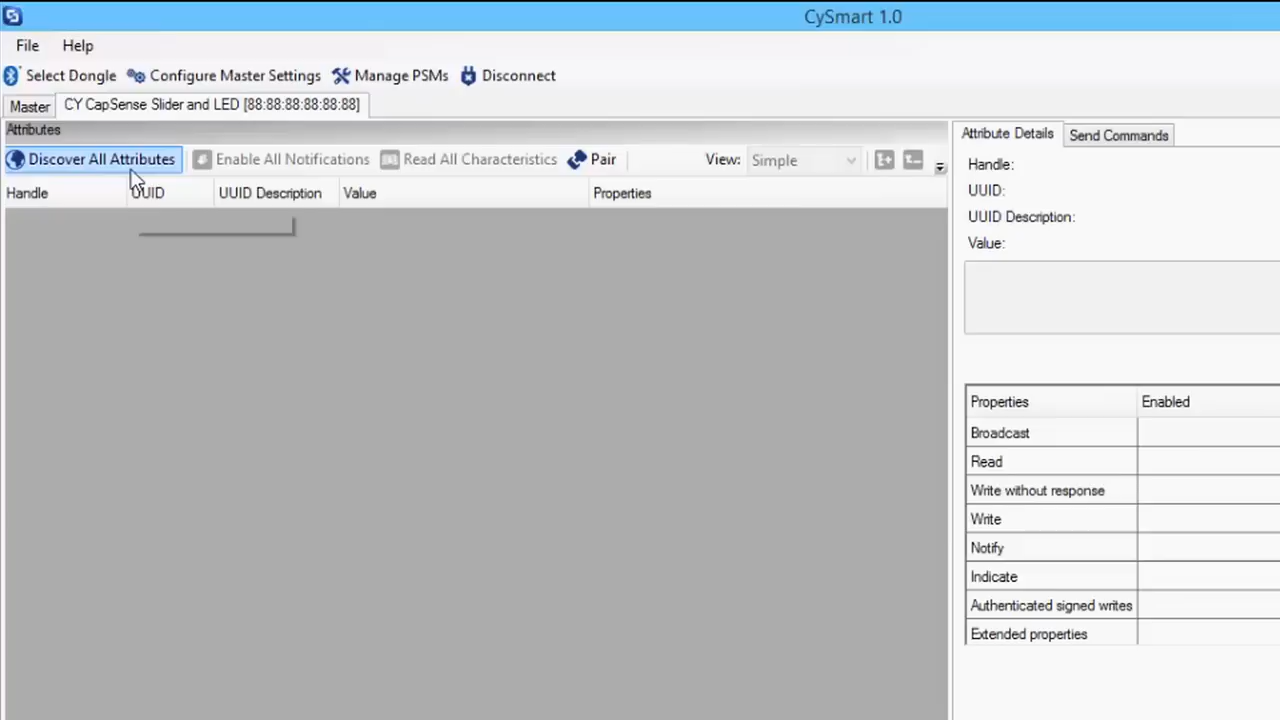 CySmart 1.0
File Help
Select Dongle Configure Master Settings Manage PSMs Disconnect
Master CY CapSense Slider and LED [88:88:88:88:88:88]
Attributes
Discover All Attributes Enable All Notifications Read All Characteristics Pair View: Simple
Handle UUID UUID Description Value Properties
Attribute Details Send Commands
Handle:
UUID:
UUID Description:
Value:
Properties Enabled
Broadcast
Read
Write without response
Write
Notify
Indicate
Authenticated signed writes
Extended properties